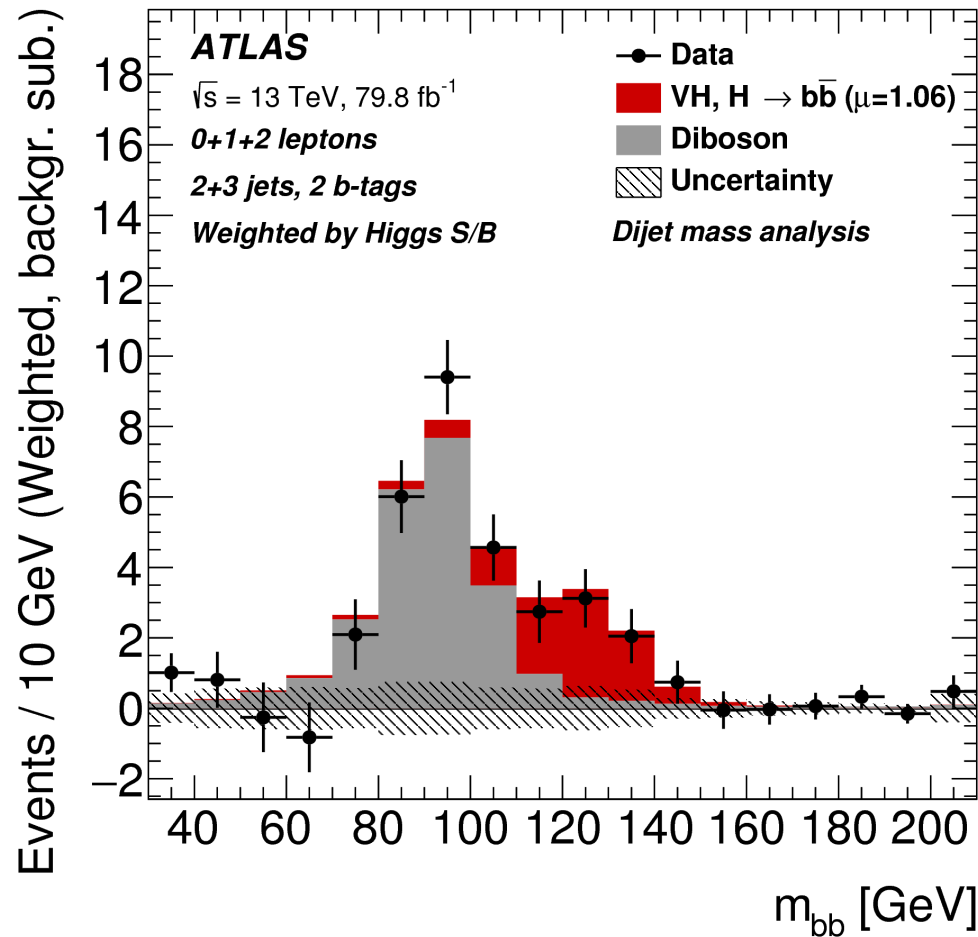 Events / 10 GeV (Weighted, backgr. sub.)
18
16
14
12
10
8
6
4
2
0
−2
ATLAS
√s = 13 TeV, 79.8 fb⁻¹
0+1+2 leptons
2+3 jets, 2 b-tags
Weighted by Higgs S/B
Data
VH, H → bb̅ (μ=1.06)
Diboson
Uncertainty
Dijet mass analysis
40 60 80 100 120 140 160 180 200
m_bb [GeV]